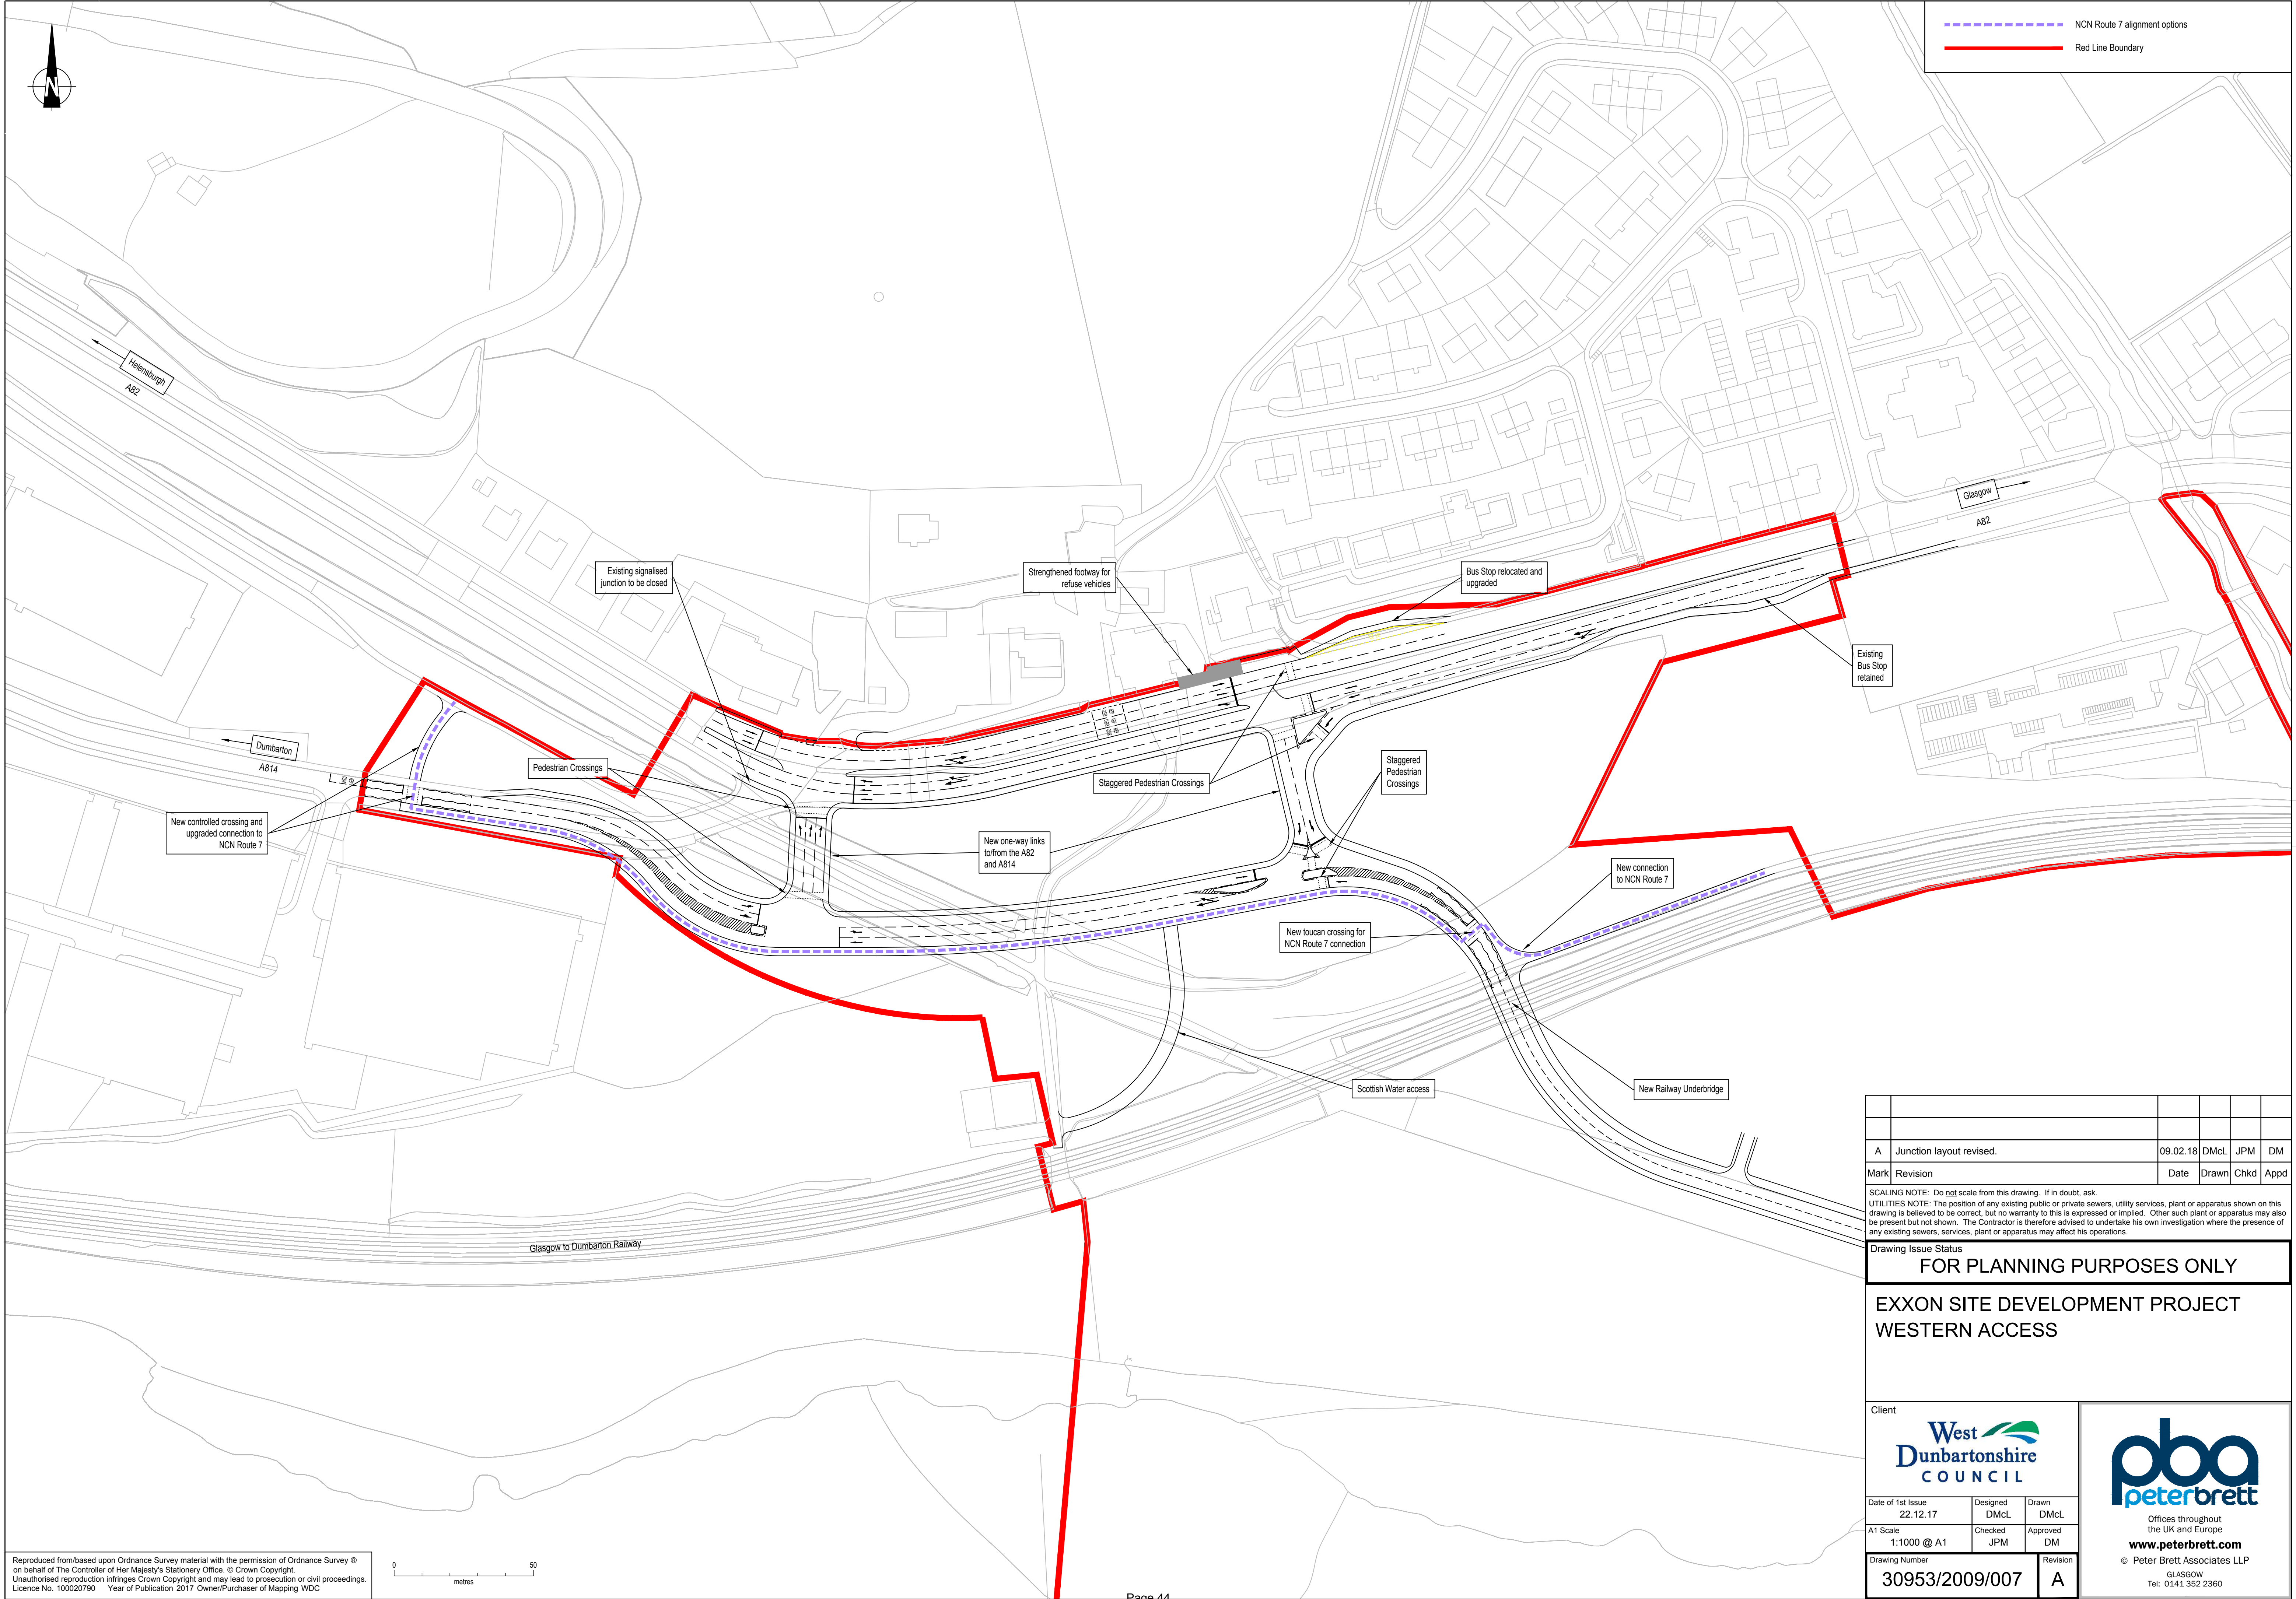 N
NCN Route 7 alignment options
Red Line Boundary
Helensburgh
A82
Glasgow
A82
Existing signalised
junction to be closed
Strengthened footway for
refuse vehicles
Bus Stop relocated and
upgraded
Existing
Bus Stop
retained
Dumbarton
A814
Pedestrian Crossings
Staggered Pedestrian Crossings
Staggered
Pedestrian
Crossings
New controlled crossing and
upgraded connection to
NCN Route 7
New one-way links
to/from the A82
and A814
New connection
to NCN Route 7
New toucan crossing for
NCN Route 7 connection
Scottish Water access
New Railway Underbridge
Glasgow to Dumbarton Railway
A Junction layout revised. 09.02.18 DMcL JPM DM
Mark Revision Date Drawn Chkd Appd
SCALING NOTE: Do not scale from this drawing. If in doubt, ask.
UTILITIES NOTE: The position of any existing public or private sewers, utility services, plant or apparatus shown on this
drawing is believed to be correct, but no warranty to this is expressed or implied. Other such plant or apparatus may also
be present but not shown. The Contractor is therefore advised to undertake his own investigation where the presence of
any existing sewers, services, plant or apparatus may affect his operations.
Drawing Issue Status
FOR PLANNING PURPOSES ONLY
EXXON SITE DEVELOPMENT PROJECT
WESTERN ACCESS
Client
West
Dunbartonshire
COUNCIL
Date of 1st Issue Designed Drawn
22.12.17 DMcL DMcL
A1 Scale Checked Approved
1:1000 @ A1 JPM DM
Drawing Number Revision
30953/2009/007 A
pba
peterbrett
Offices throughout
the UK and Europe
www.peterbrett.com
© Peter Brett Associates LLP
GLASGOW
Tel: 0141 352 2360
Reproduced from/based upon Ordnance Survey material with the permission of Ordnance Survey ®
on behalf of The Controller of Her Majesty's Stationery Office. © Crown Copyright.
Unauthorised reproduction infringes Crown Copyright and may lead to prosecution or civil proceedings.
Licence No. 100020790 Year of Publication 2017 Owner/Purchaser of Mapping WDC
0 50
metres
Page 44